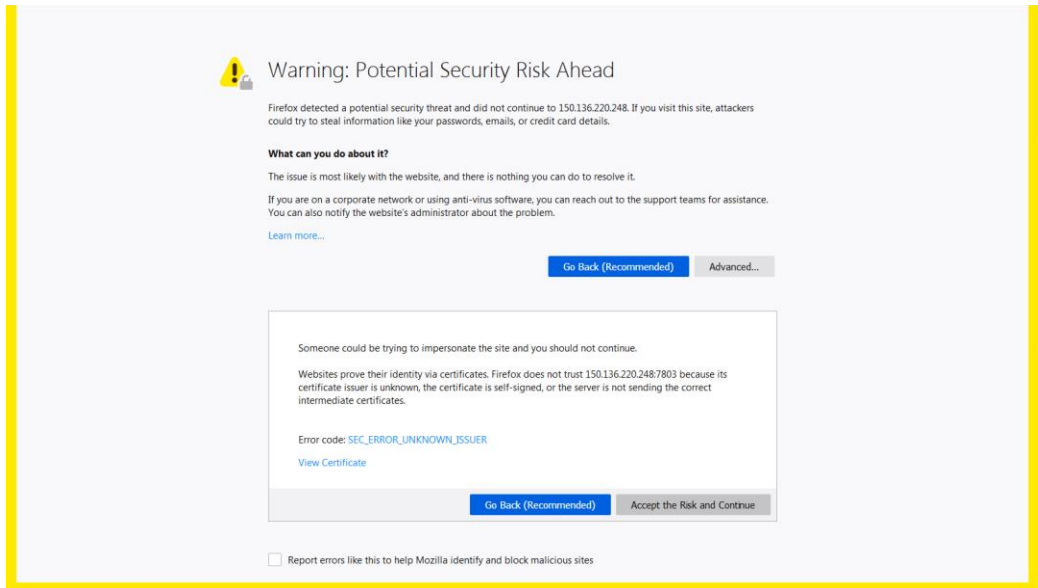 Warning: Potential Security Risk Ahead
Firefox detected a potential security threat and did not continue to 150.136.220.248. If you visit this site, attackers
could try to steal information like your passwords, emails, or credit card details.
What can you do about it?
The issue is most likely with the website, and there is nothing you can do to resolve it.
If you are on a corporate network or using anti-virus software, you can reach out to the support teams for assistance.
You can also notify the website's administrator about the problem.
Learn more...
Go Back (Recommended) Advanced...
Someone could be trying to impersonate the site and you should not continue.
Websites prove their identity via certificates. Firefox does not trust 150.136.220.248:7803 because its
certificate issuer is unknown, the certificate is self-signed, or the server is not sending the correct
intermediate certificates.
Error code: SEC_ERROR_UNKNOWN_ISSUER
View Certificate
Go Back (Recommended) Accept the Risk and Continue
Report errors like this to help Mozilla identify and block malicious sites